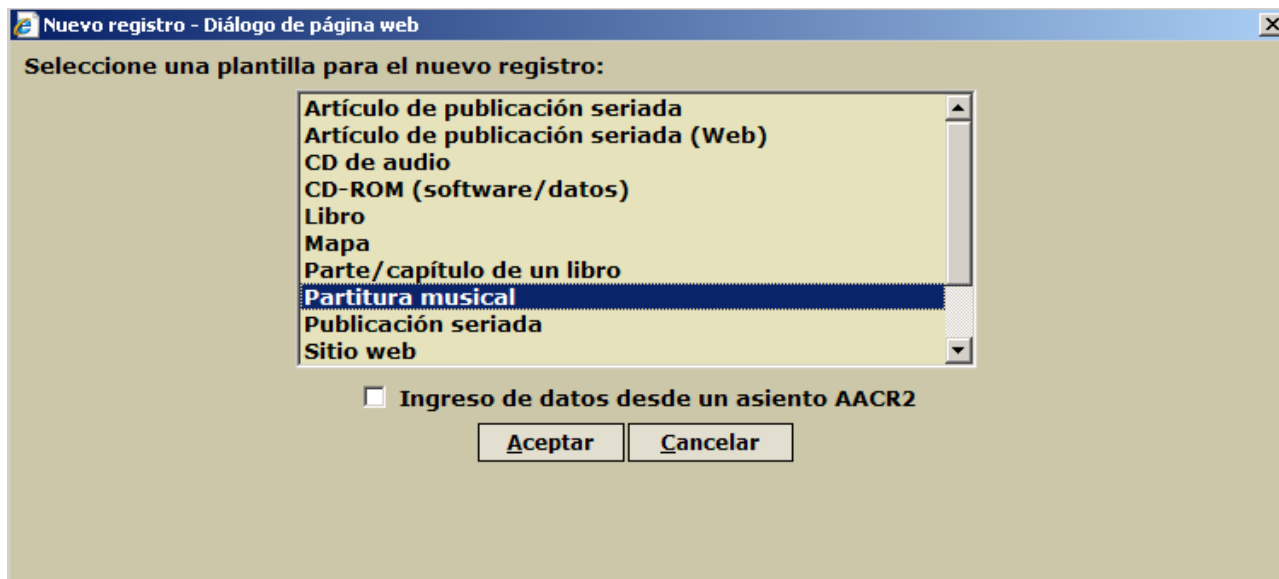 Nuevo registro - Diálogo de página web
Seleccione una plantilla para el nuevo registro:
Artículo de publicación seriada
Artículo de publicación seriada (Web)
CD de audio
CD-ROM (software/datos)
Libro
Mapa
Parte/capítulo de un libro
Partitura musical
Publicación seriada
Sitio web
Ingreso de datos desde un asiento AACR2
Aceptar Cancelar